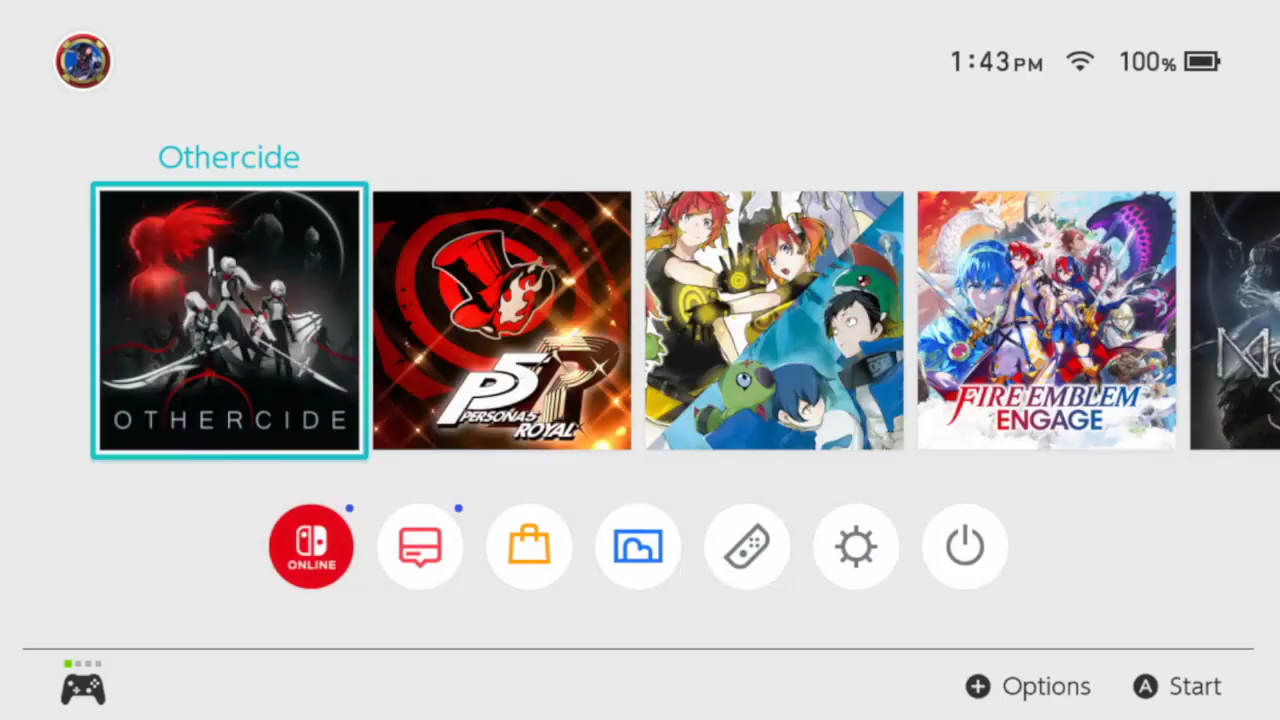 1:43 PM 100%
Othercide
OTHERCIDE
P5R
PERSONA5
ROYAL
FIRE EMBLEM
ENGAGE
ONLINE
+ Options A Start